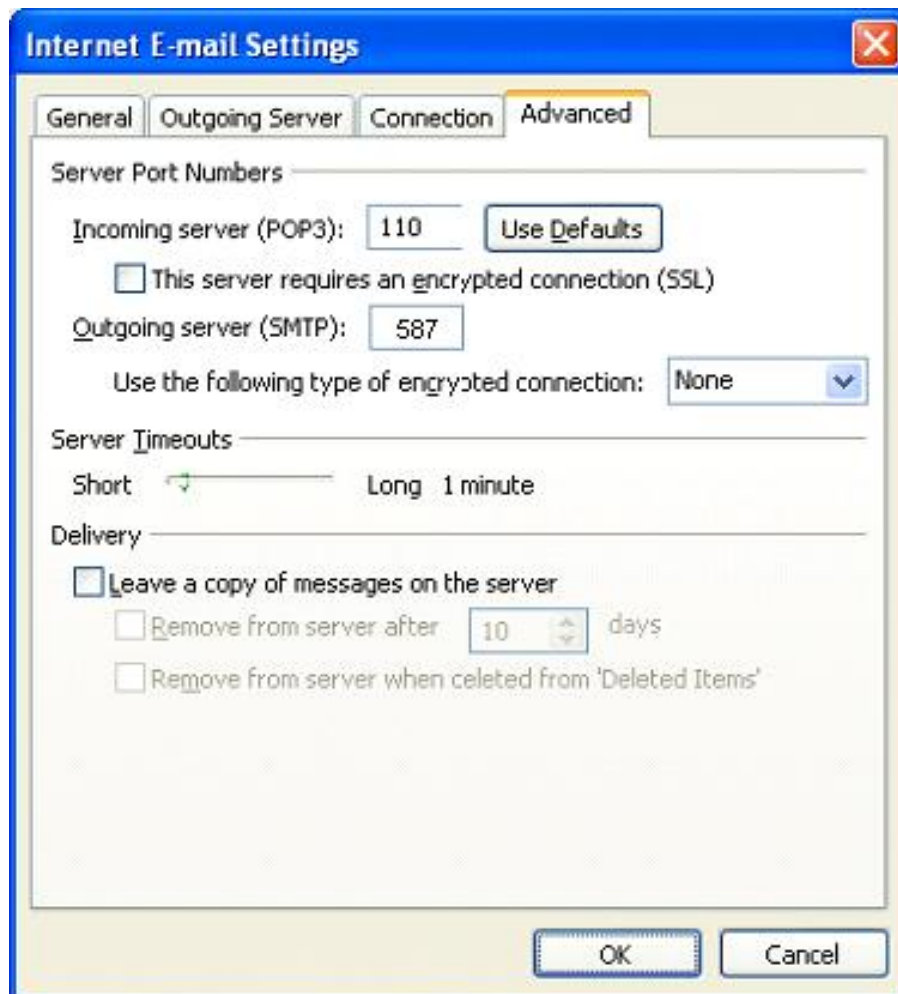 Internet E-mail Settings
General Outgoing Server Connection Advanced
Server Port Numbers
Incoming server (POP3): 110 Use Defaults
This server requires an encrypted connection (SSL)
Outgoing server (SMTP): 587
Use the following type of encrypted connection: None
Server Timeouts
Short Long 1 minute
Delivery
Leave a copy of messages on the server
Remove from server after 10 days
Remove from server when celeted from 'Deleted Items'
OK Cancel